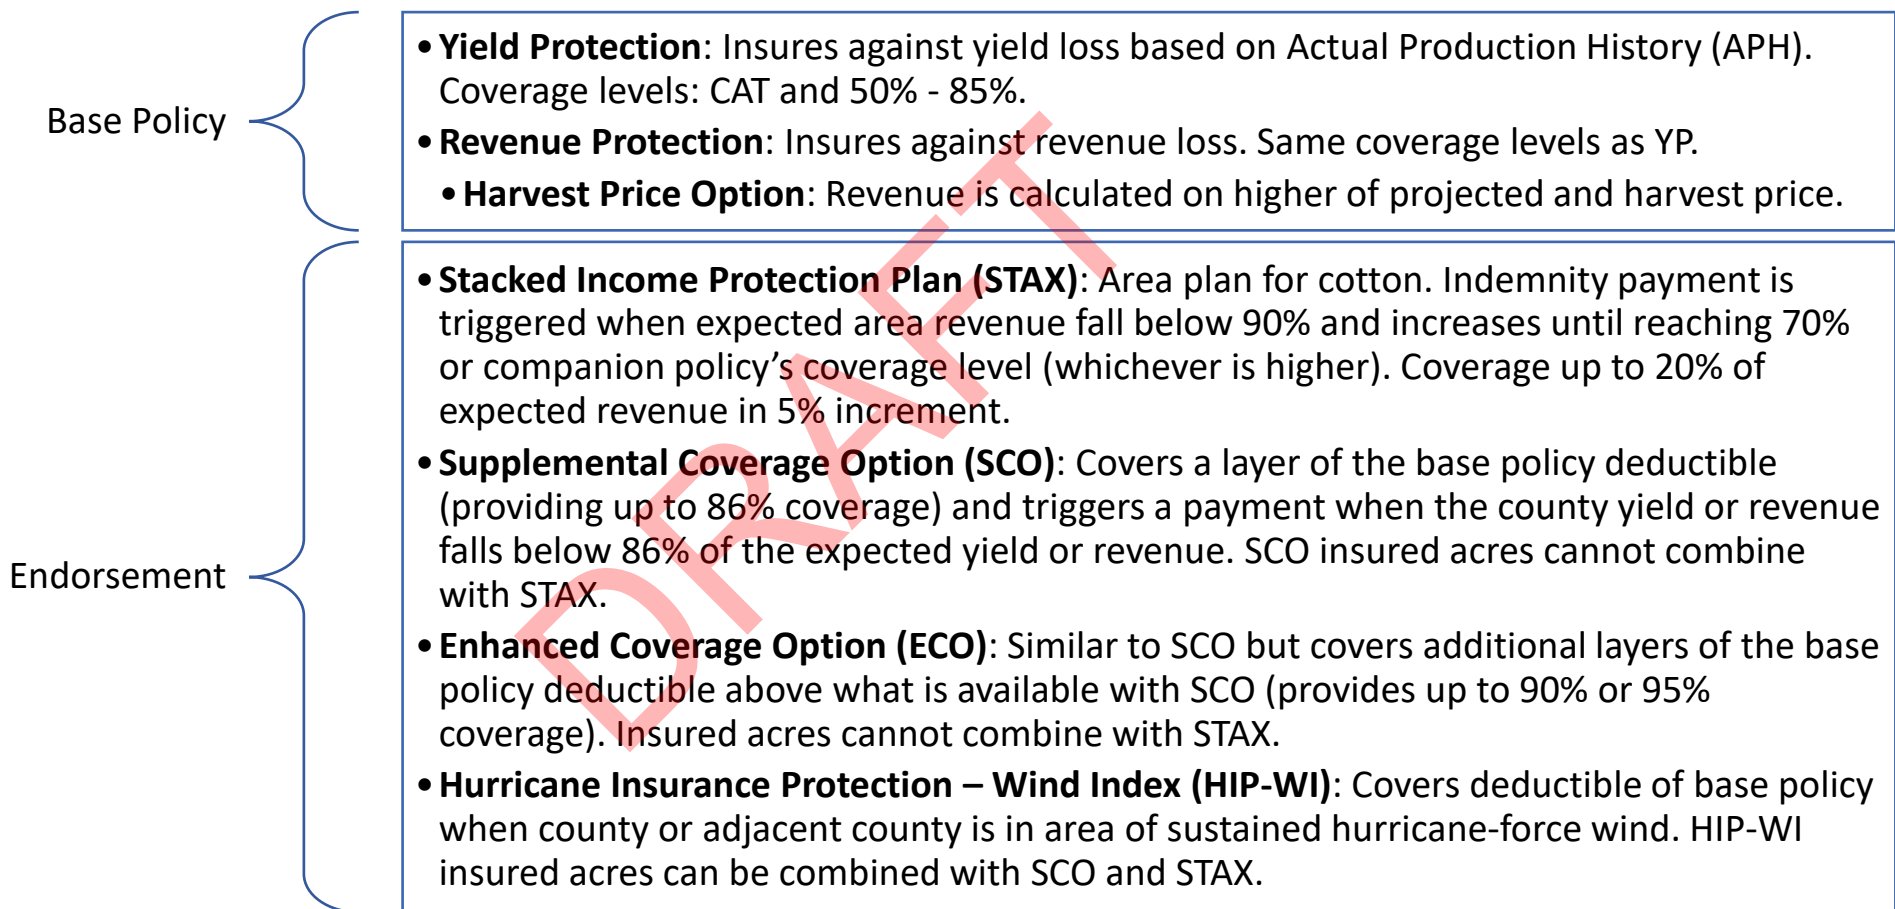 Base Policy
• Yield Protection: Insures against yield loss based on Actual Production History (APH).
Coverage levels: CAT and 50% - 85%.
• Revenue Protection: Insures against revenue loss. Same coverage levels as YP.
• Harvest Price Option: Revenue is calculated on higher of projected and harvest price.
Endorsement
• Stacked Income Protection Plan (STAX): Area plan for cotton. Indemnity payment is
triggered when expected area revenue fall below 90% and increases until reaching 70%
or companion policy’s coverage level (whichever is higher). Coverage up to 20% of
expected revenue in 5% increment.
• Supplemental Coverage Option (SCO): Covers a layer of the base policy deductible
(providing up to 86% coverage) and triggers a payment when the county yield or revenue
falls below 86% of the expected yield or revenue. SCO insured acres cannot combine
with STAX.
• Enhanced Coverage Option (ECO): Similar to SCO but covers additional layers of the base
policy deductible above what is available with SCO (provides up to 90% or 95%
coverage). Insured acres cannot combine with STAX.
• Hurricane Insurance Protection – Wind Index (HIP-WI): Covers deductible of base policy
when county or adjacent county is in area of sustained hurricane-force wind. HIP-WI
insured acres can be combined with SCO and STAX.
DRAFT